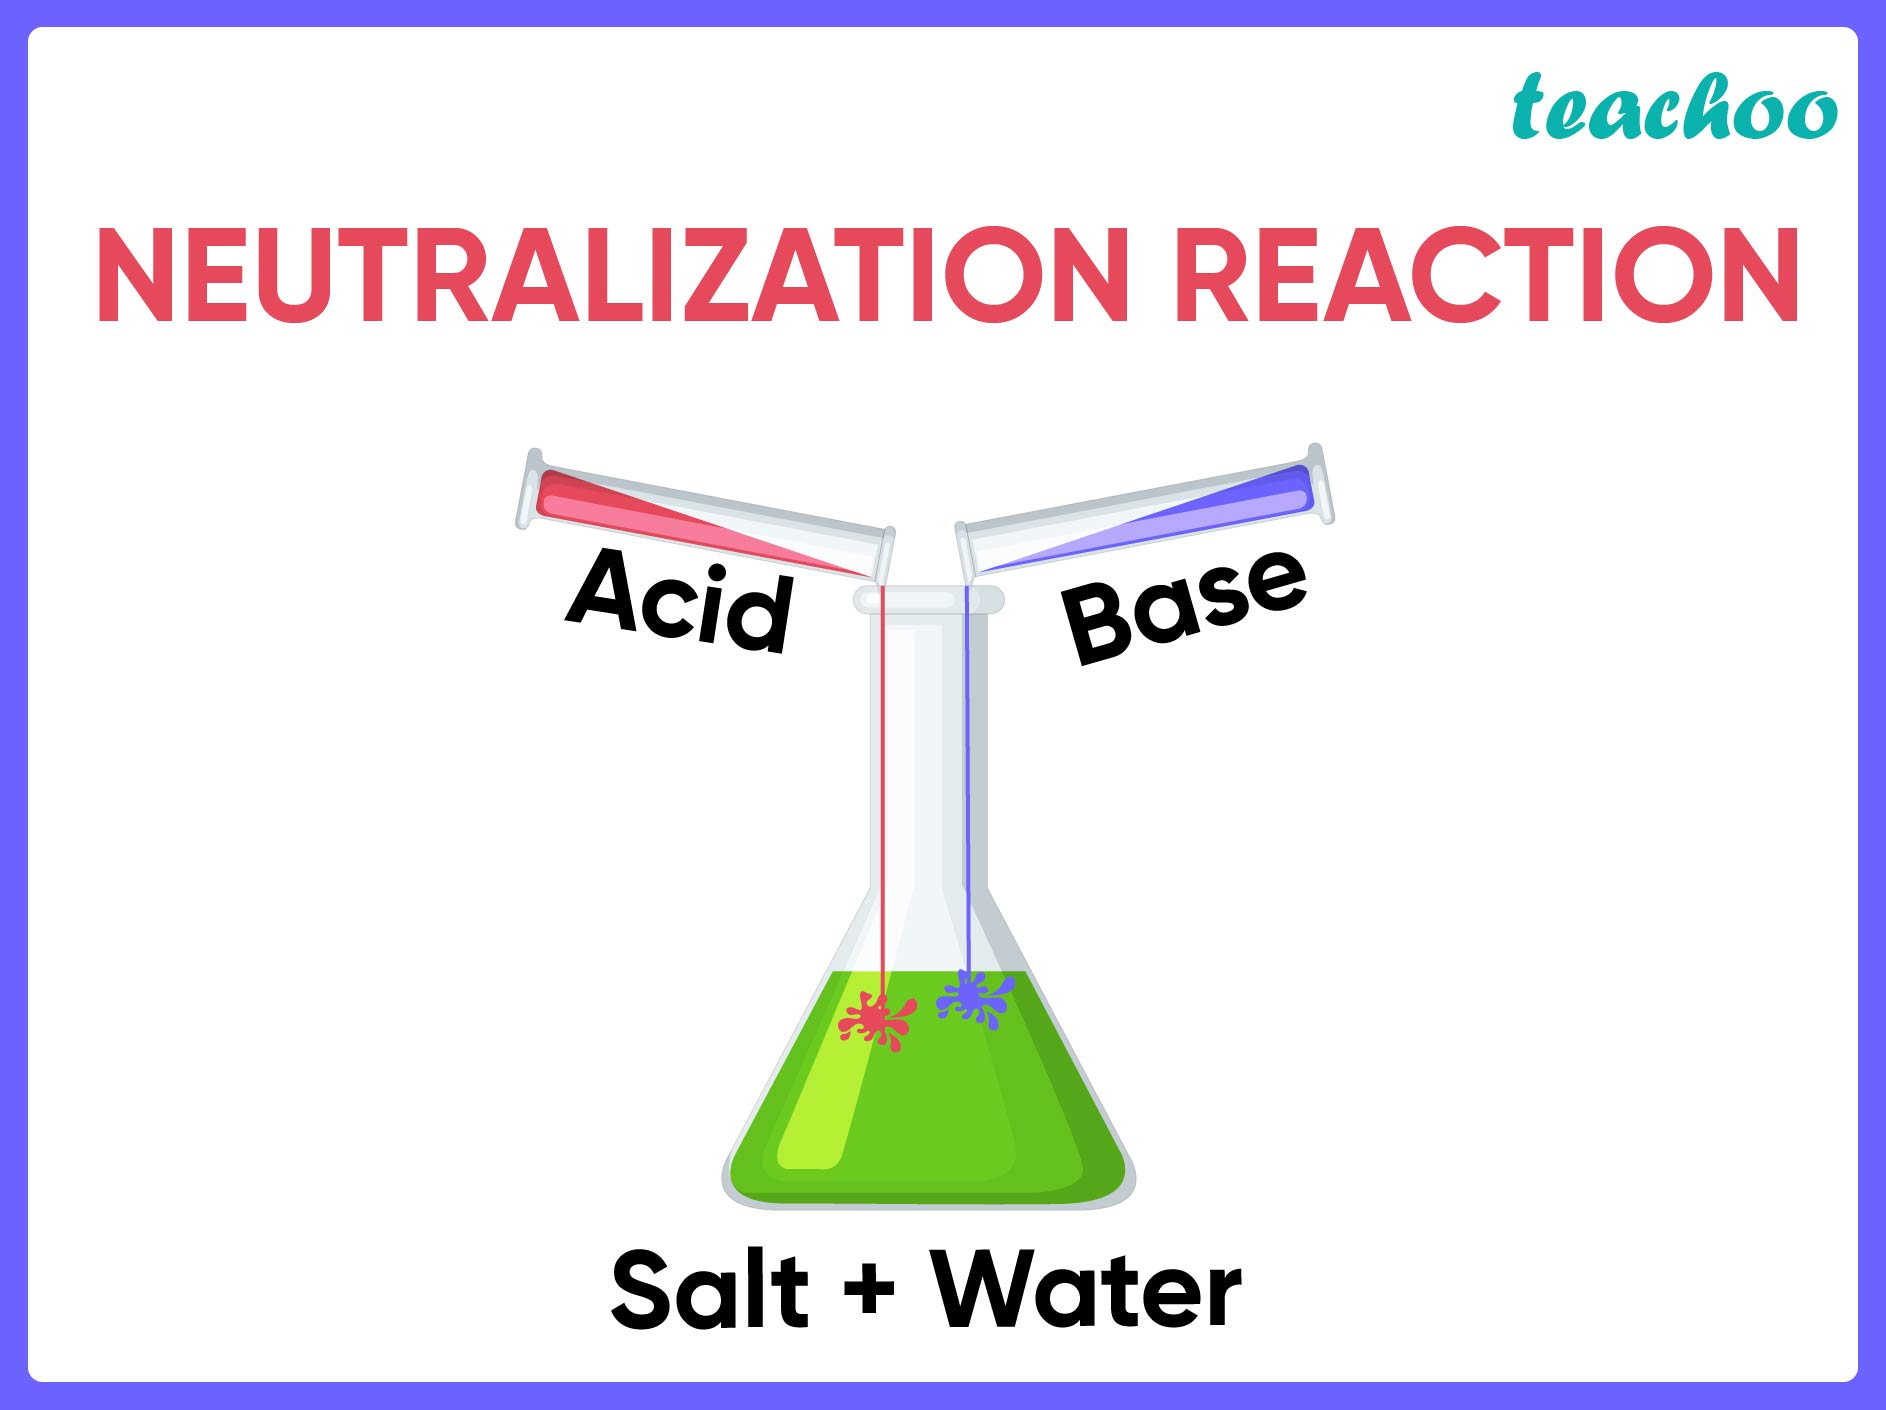 teachoo
NEUTRALIZATION REACTION
Acid
Base
Salt + Water